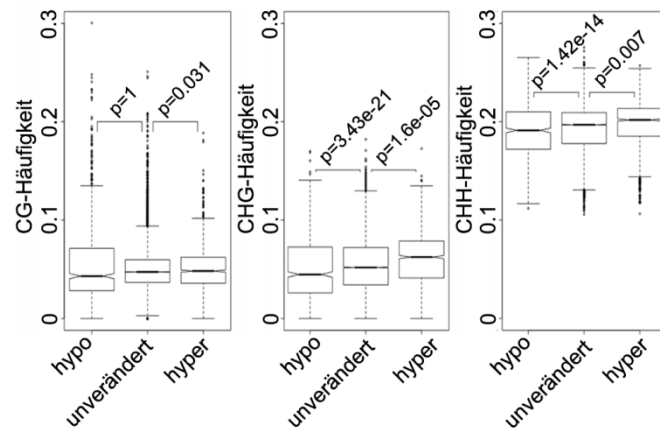 CG-Häufigkeit
0.3
0.2
0.1
0
p=1
p=0.031
hypo
unverändert
hyper
CHG-Häufigkeit
0.3
0.2
0.1
0
p=3.43e-21
p=1.6e-05
hypo
unverändert
hyper
CHH-Häufigkeit
0.3
0.2
0.1
0
p=1.42e-14
p=0.007
hypo
unverändert
hyper